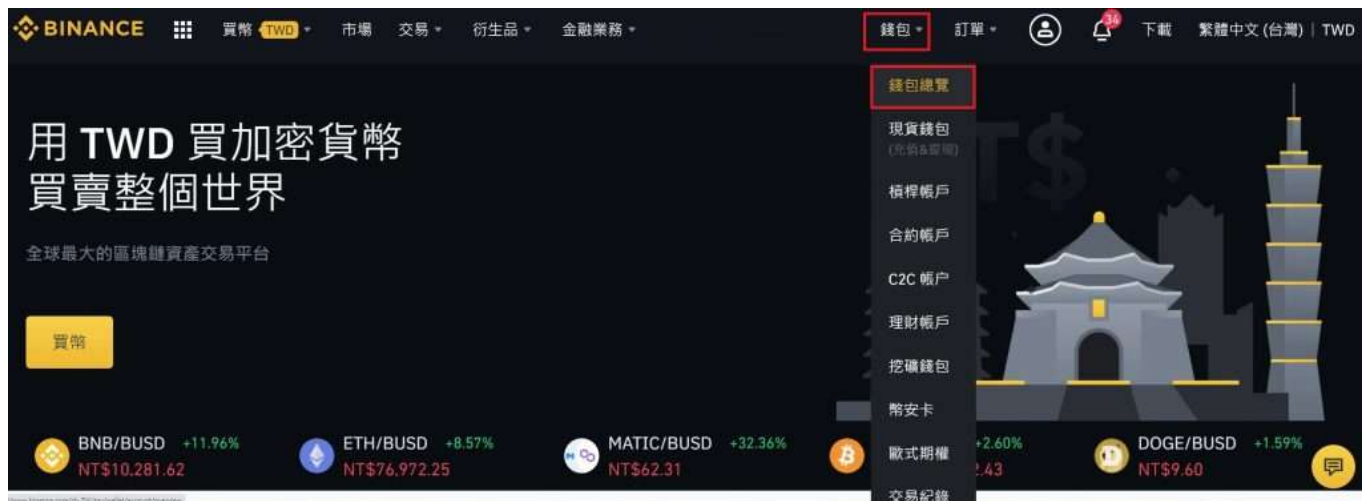 BINANCE 買幣 TWD 市場 交易 衍生品 金融業務 錢包 訂單 34 下載 繁體中文 (台灣) | TWD
錢包總覽
現貨錢包
(充值&提現)
槓桿帳戶
合約帳戶
C2C 帳户
理財帳戶
挖礦錢包
幣安卡
歐式期權
交易紀錄
T$
用 TWD 買加密貨幣
買賣整個世界
全球最大的區塊鏈資產交易平台
買幣
BNB/BUSD +11.96%
NT$10,281.62
ETH/BUSD +8.57%
NT$76,972.25
MATIC/BUSD +32.36%
NT$62.31
+2.60%
2.43
DOGE/BUSD +1.59%
NT$9.60